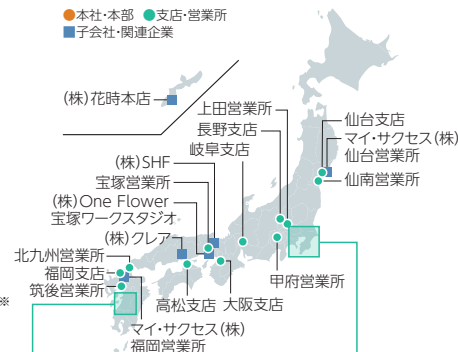 本社・本部 支店・営業所
子会社・関連企業
(株)花時本店
上田営業所
長野支店
岐阜支店
仙台支店
マイ・サクセス(株)
仙台営業所
仙南営業所
(株)SHF
宝塚営業所
(株)One Flower
宝塚ワークスタジオ
(株)クレア
北九州営業所
福岡支店
筑後営業所
※
高松支店
大阪支店
甲府営業所
マイ・サクセス(株)
福岡営業所